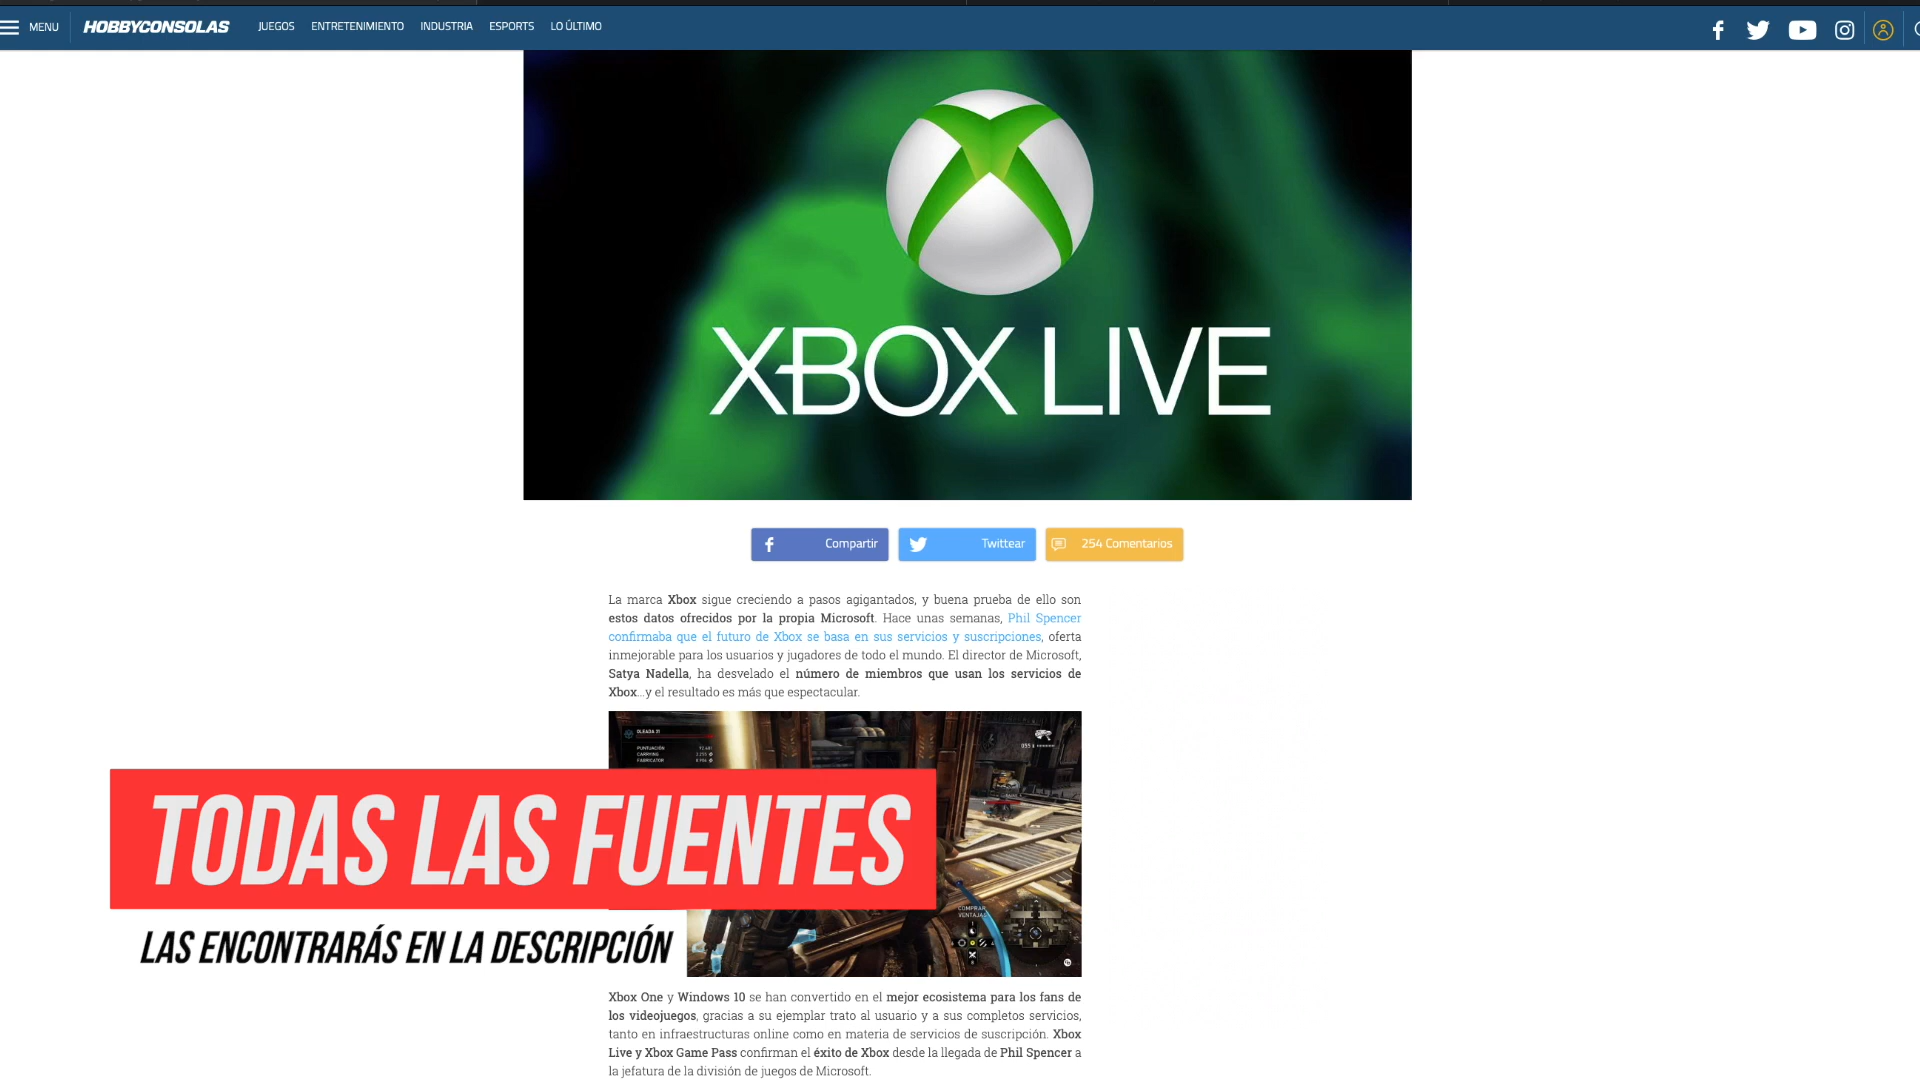 MENU
HOBBYCONSOLAS
JUEGOS
ENTRETENIMIENTO
INDUSTRIA
ESPORTS
LO ÚLTIMO
XBOX LIVE
Compartir
Twittear
254 Comentarios
La marca Xbox sigue creciendo a pasos agigantados, y buena prueba de ello son
estos datos ofrecidos por la propia Microsoft. Hace unas semanas, Phil Spencer
confirmaba que el futuro de Xbox se basa en sus servicios y suscripciones, oferta
inmejorable para los usuarios y jugadores de todo el mundo. El director de Microsoft,
Satya Nadella, ha desvelado el número de miembros que usan los servicios de
Xbox...y el resultado es más que espectacular.
OLEADA 31
PUNTUACIÓN
CARRYING
FABRICATOR
TODAS LAS FUENTES
LAS ENCONTRARÁS EN LA DESCRIPCIÓN
COMPRAR
VENTAJAS
Xbox One y Windows 10 se han convertido en el mejor ecosistema para los fans de
los videojuegos, gracias a su ejemplar trato al usuario y a sus completos servicios,
tanto en infraestructuras online como en materia de servicios de suscripción. Xbox
Live y Xbox Game Pass confirman el éxito de Xbox desde la llegada de Phil Spencer a
la jefatura de la división de juegos de Microsoft.